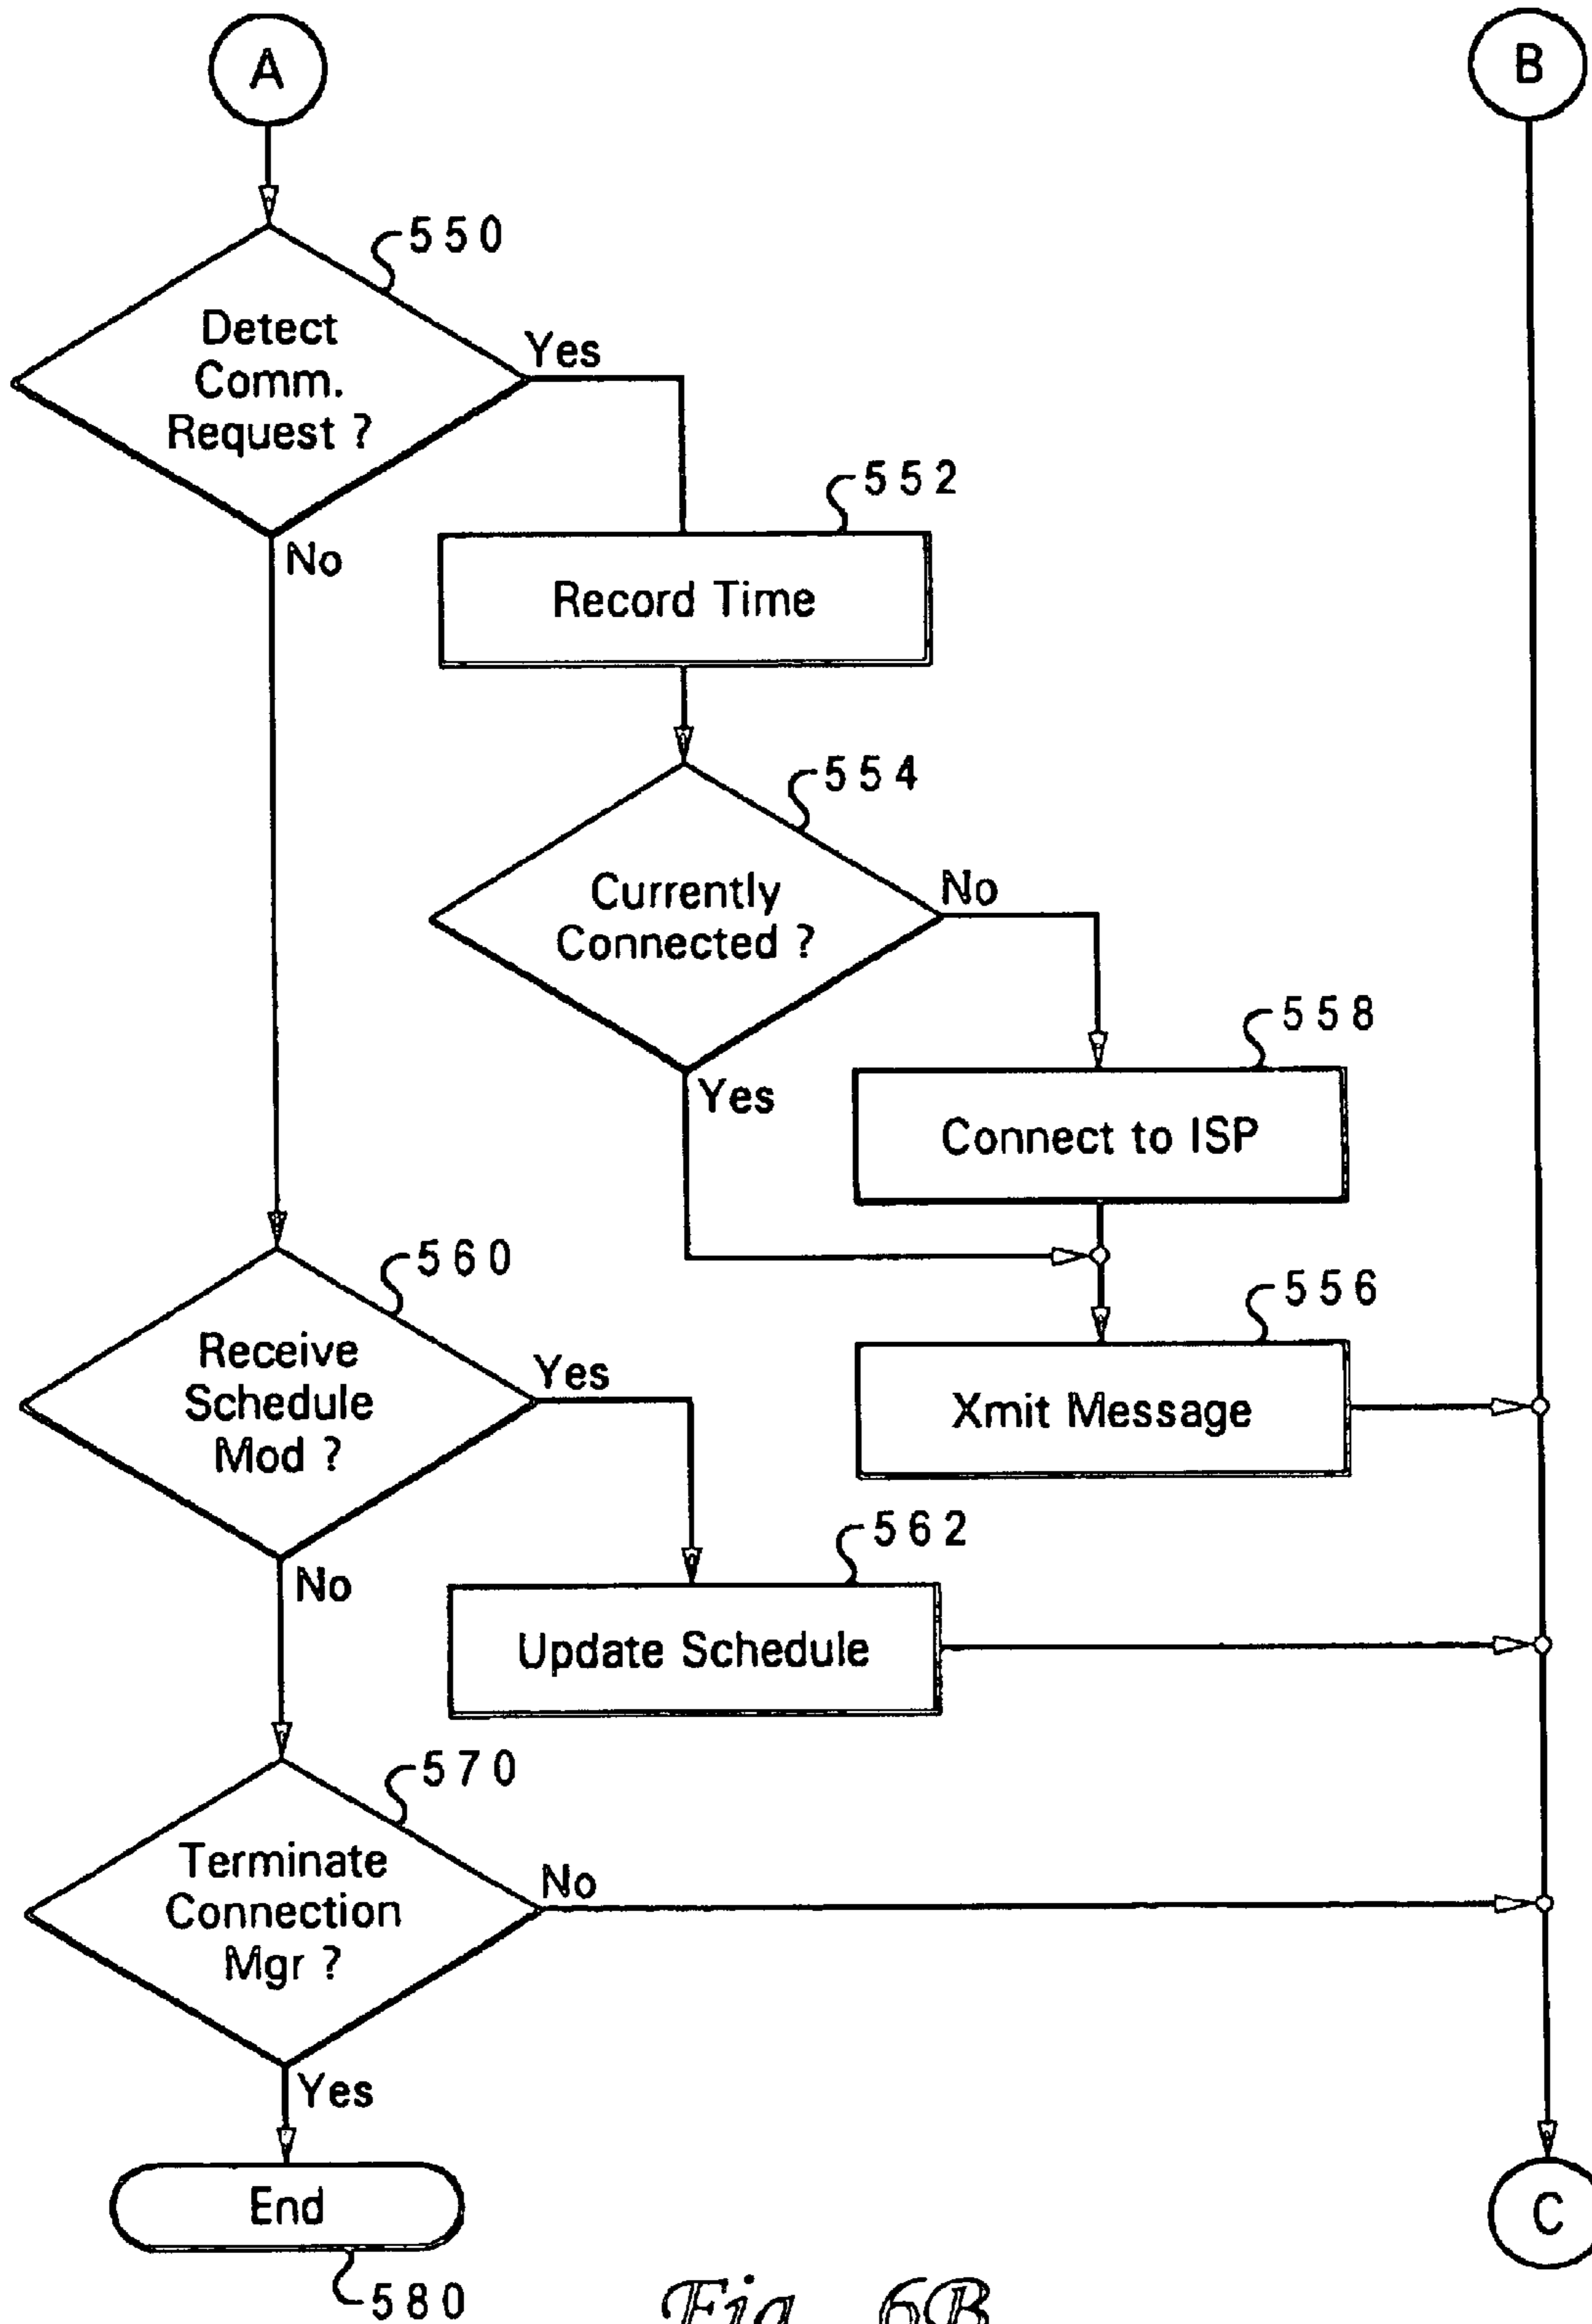 A
B
550
Detect
Comm.
Request ?
Yes
No
552
Record Time
554
Currently
Connected ?
No
Yes
558
Connect to ISP
560
Receive
Schedule
Mod ?
Yes
No
556
Xmit Message
562
Update Schedule
570
Terminate
Connection
Mgr ?
No
Yes
End
580
C
Fig. 6B